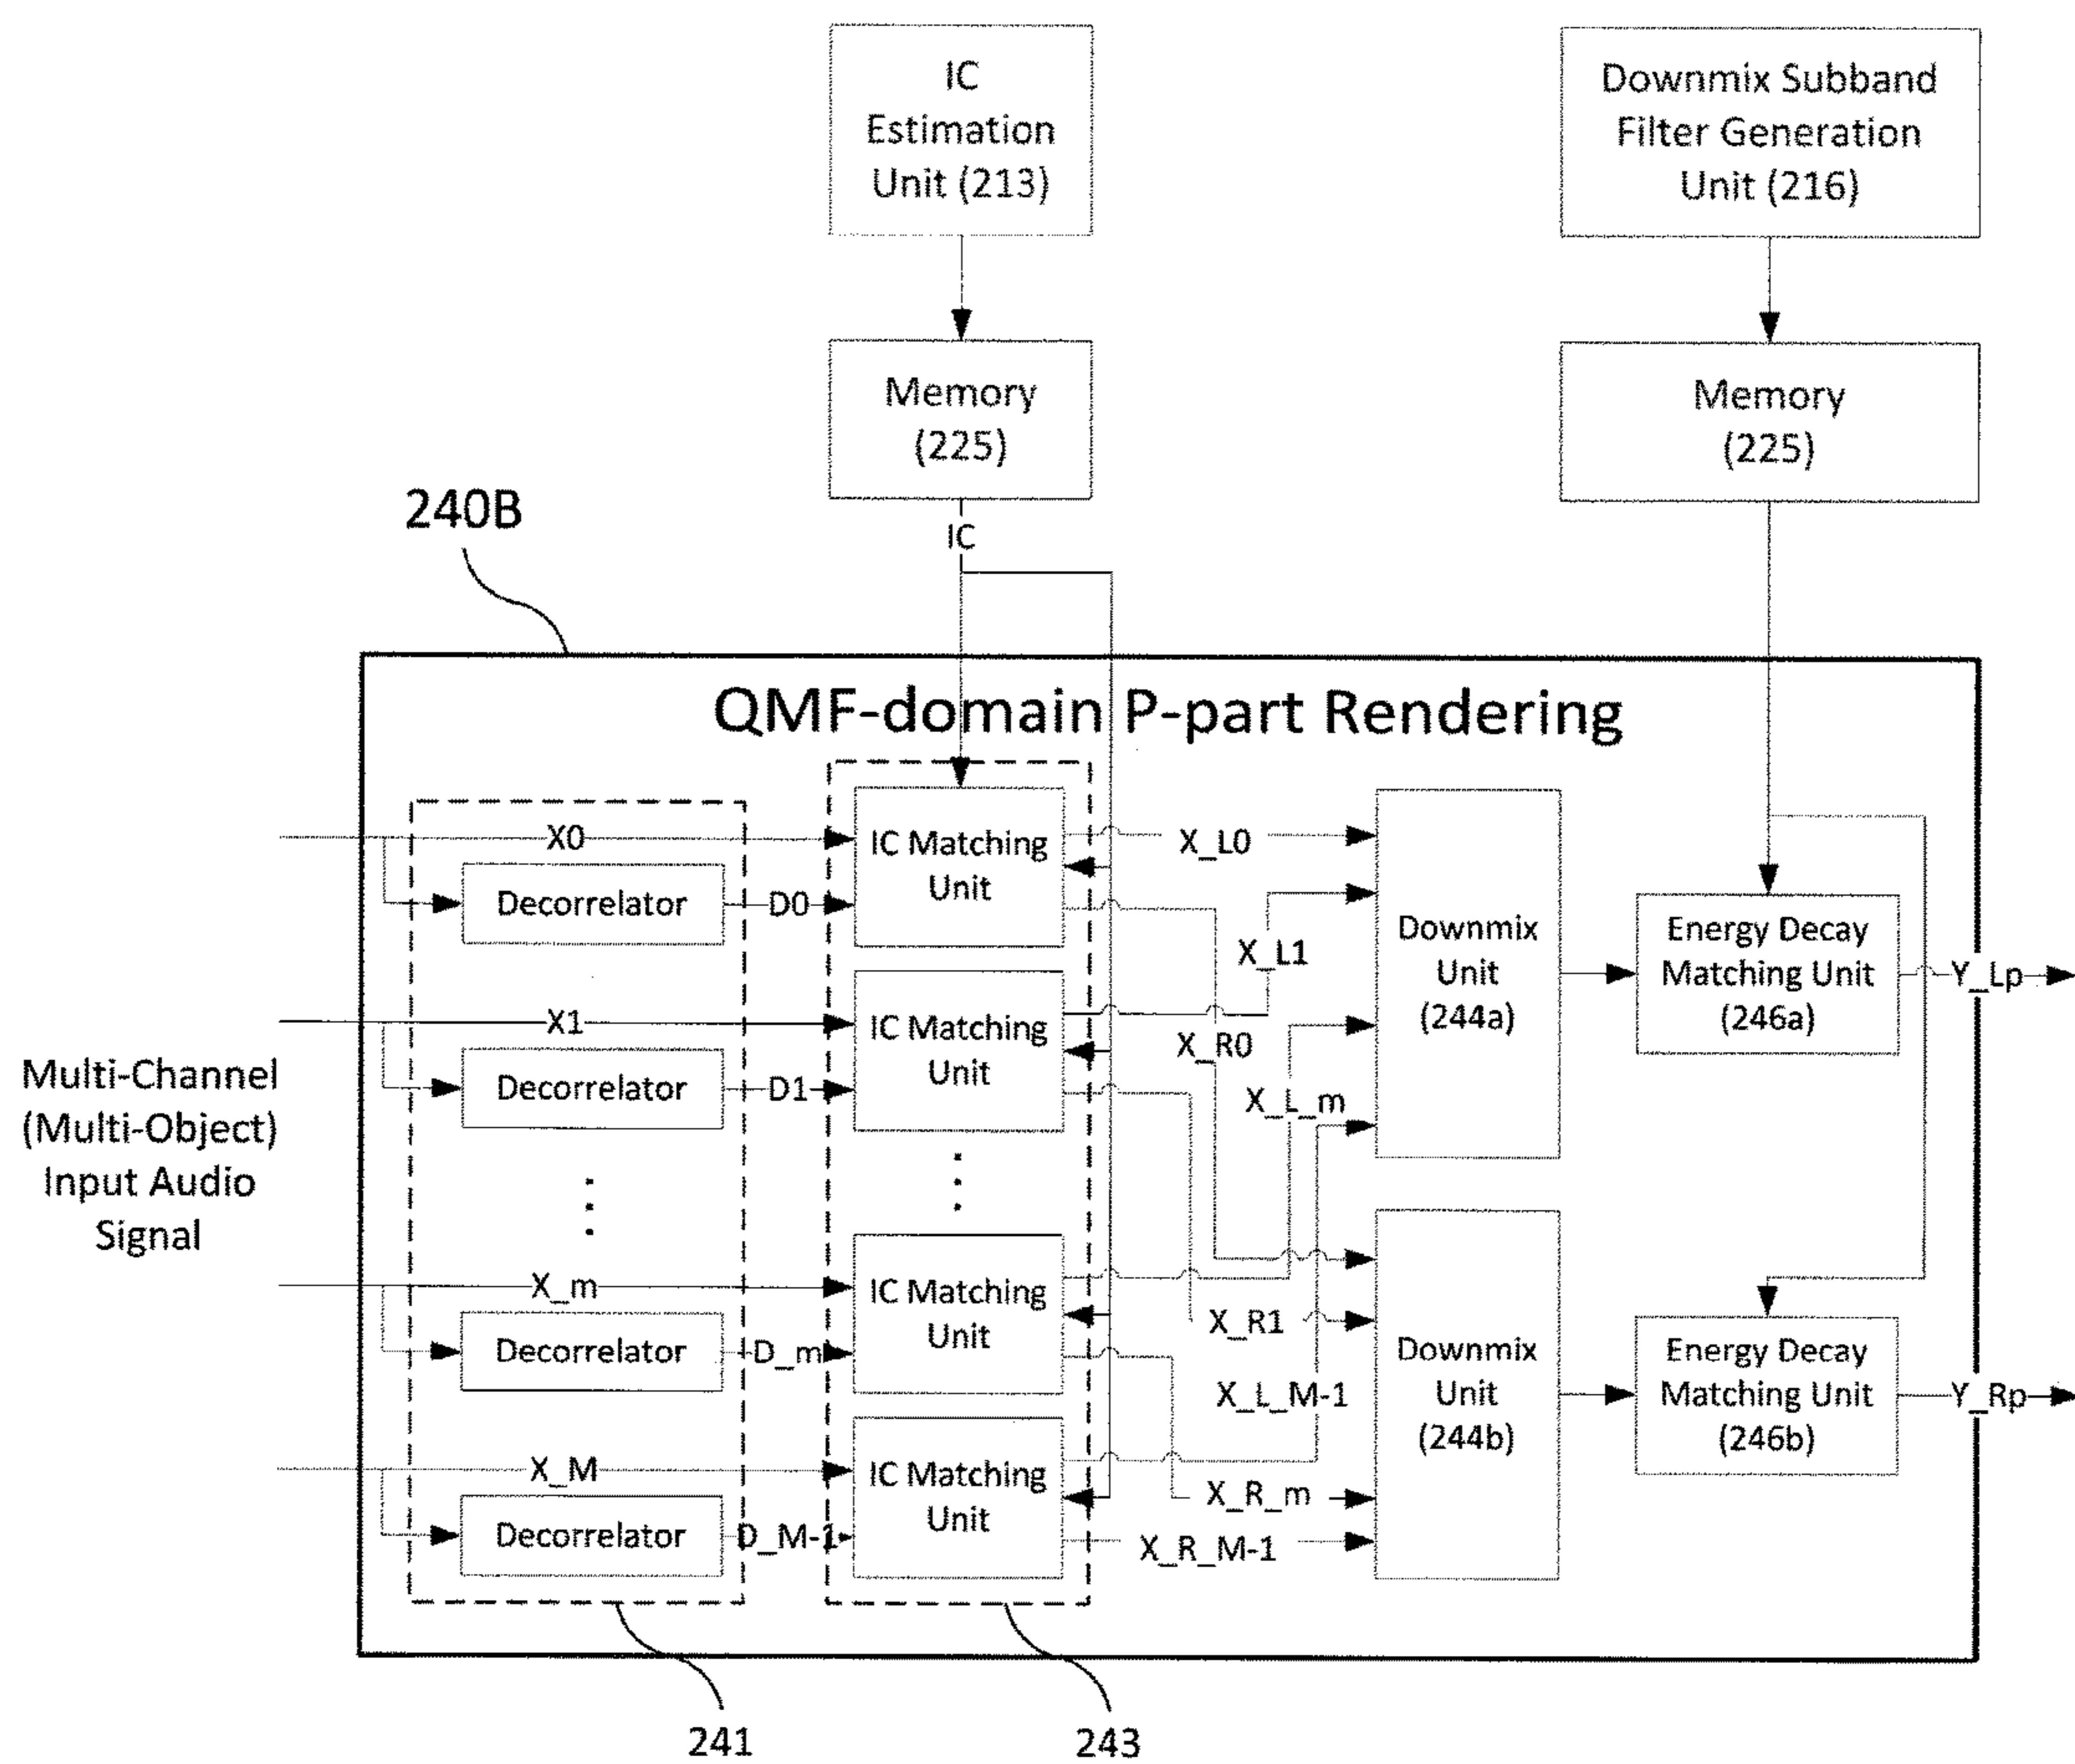 IC
Estimation
Unit (213)
Downmix Subband
Filter Generation
Unit (216)
Memory
(225)
Memory
(225)
240B
IC
QMF-domain P-part Rendering
Multi-Channel
(Multi-Object)
Input Audio
Signal
X0
Decorrelator
D0
IC Matching
Unit
X1
Decorrelator
D1
IC Matching
Unit
X_m
Decorrelator
D_m
IC Matching
Unit
X_M
Decorrelator
D_M-1
IC Matching
Unit
X_L0
X_L1
X_R0
X_L_m
X_R1
X_L_M-1
X_R_m
X_R_M-1
Downmix
Unit
(244a)
Energy Decay
Matching Unit
(246a)
Y_Lp
Downmix
Unit
(244b)
Energy Decay
Matching Unit
(246b)
Y_Rp
241
243